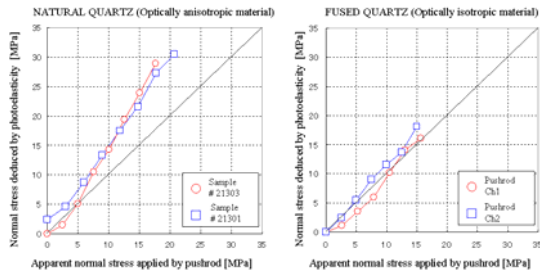 NATURAL QUARTZ (Optically anisotropic material)
Normal stress deduced by photoelasticity [MPa]
35
30
25
20
15
10
5
0
Sample
# 21303
Sample
# 21301
0 5 10 15 20 25 30 35
Apparent normal stress applied by pushrod [MPa]
FUSED QUARTZ (Optically isotropic material)
Normal stress deduced by photoelasticity [MPa]
35
30
25
20
15
10
5
0
Pushrod
Ch1
Pushrod
Ch2
0 5 10 15 20 25 30 35
Apparent normal stress applied by pushrod [MPa]